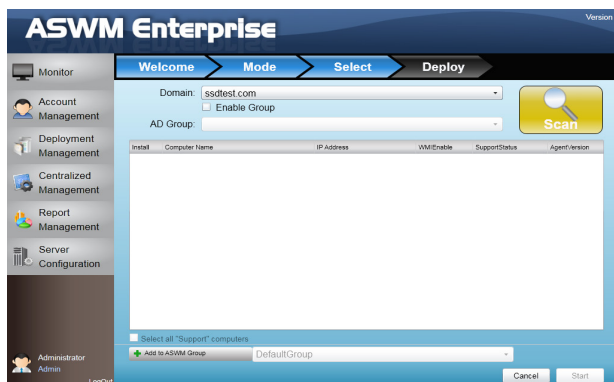 ASWM Enterprise
Version
Monitor
Account
Management
Deployment
Management
Centralized
Management
Report
Management
Server
Configuration
Administrator
Admin
LogOut
Welcome
Mode
Select
Deploy
Domain: ssdtest.com
Enable Group
AD Group:
Scan
Install Computer Name IP Address WMIEnable SupportStatus AgentVersion
Select all "Support" computers
Add to ASWM Group DefaultGroup
Cancel Start